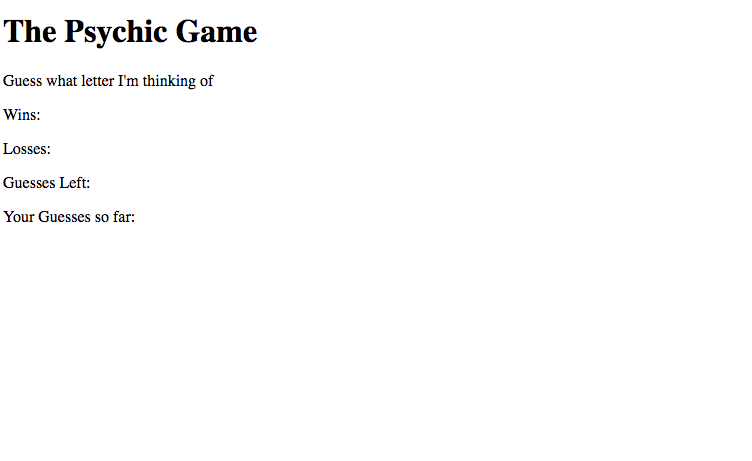 The Psychic Game
Guess what letter I'm thinking of
Wins:
Losses:
Guesses Left:
Your Guesses so far: